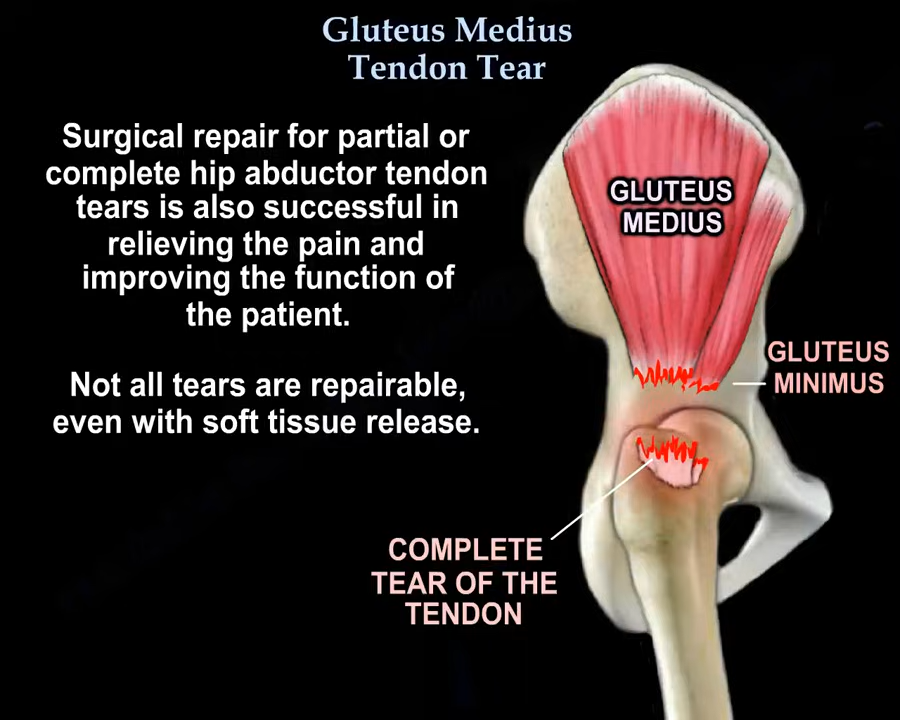 Gluteus Medius
Tendon Tear
Surgical repair for partial or
complete hip abductor tendon
tears is also successful in
relieving the pain and
improving the function of
the patient.
Not all tears are repairable,
even with soft tissue release.
GLUTEUS
MEDIUS
GLUTEUS
MINIMUS
COMPLETE
TEAR OF THE
TENDON